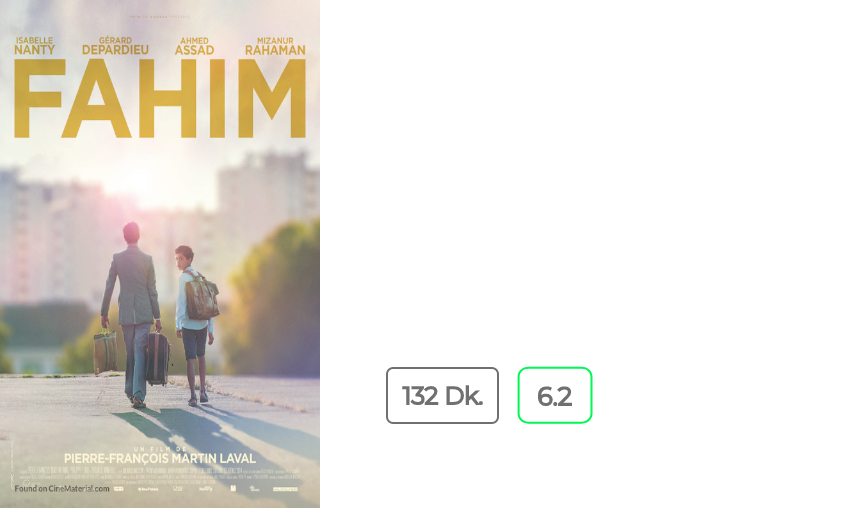 ISABELLE
NANTY
GÉRARD
DEPARDIEU
AHMED
ASSAD
MIZANUR
RAHAMAN
FAHIM
132 Dk.
6.2
UN FILM DE
PIERRE-FRANÇOIS MARTIN LAVAL
Found on CineMaterial.com